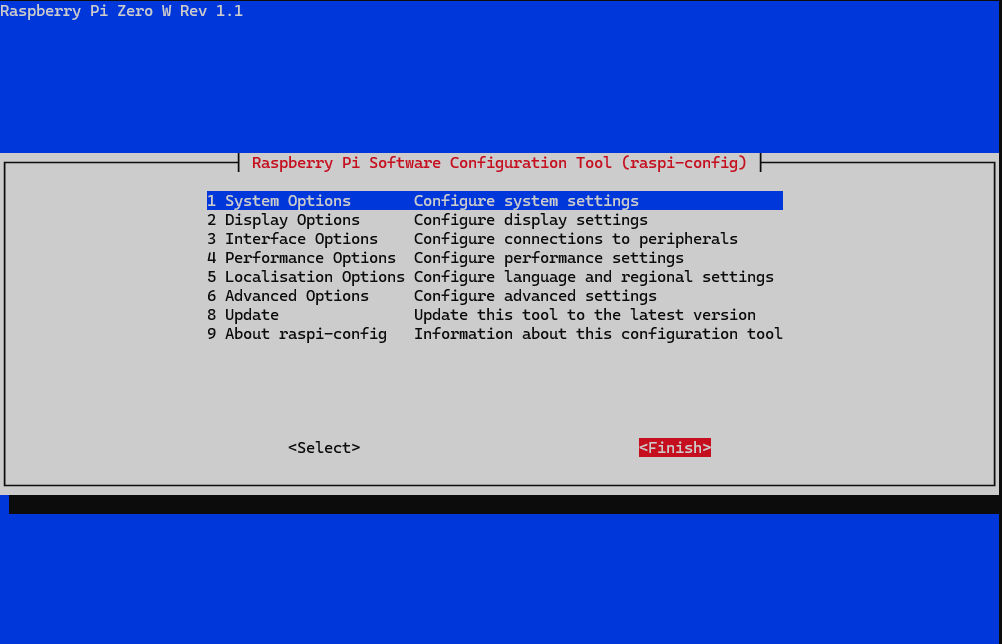 Raspberry Pi Zero W Rev 1.1
Raspberry Pi Software Configuration Tool (raspi-config)
1 System Options Configure system settings
2 Display Options Configure display settings
3 Interface Options Configure connections to peripherals
4 Performance Options Configure performance settings
5 Localisation Options Configure language and regional settings
6 Advanced Options Configure advanced settings
8 Update Update this tool to the latest version
9 About raspi-config Information about this configuration tool
<Select> <Finish>